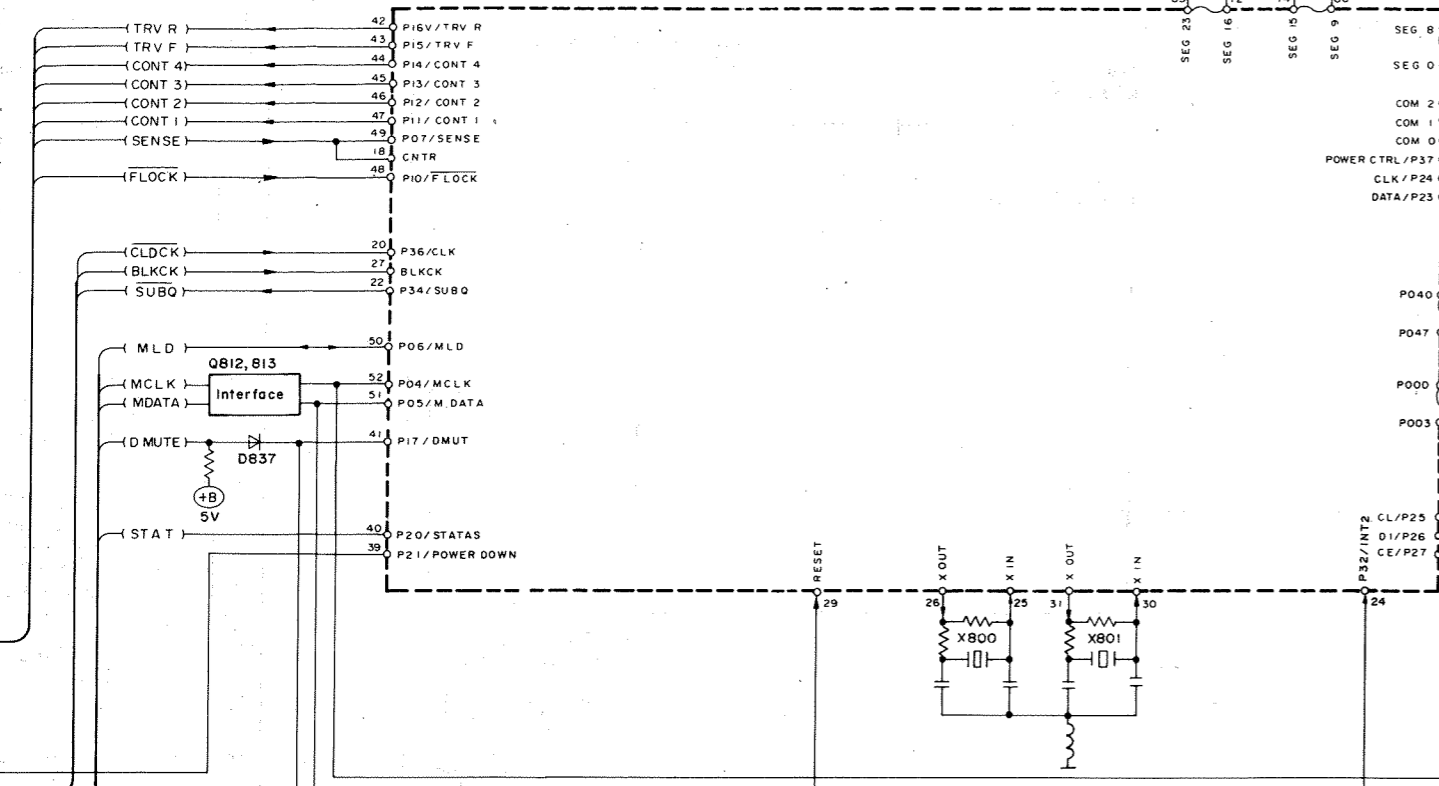 42
(TRV R)
P16V/TRV R
43
(TRV F)
P15/TRV F
44
(CONT 4)
P14/CONT 4
45
(CONT 3)
P13/CONT 3
46
(CONT 2)
P12/CONT 2
47
(CONT 1)
P11/CONT 1
49
(SENSE)
P07/SENSE
18
CNTR
48
(FLOCK)
P10/FLOCK
20
(CLDCK)
P36/CLK
27
(BLKCK)
BLKCK
22
(SUBQ)
P34/SUBQ
50
(MLD)
P06/MLD
Q812, 813
Interface
52
(MCLK)
P04/MCLK
51
(MDATA)
P05/M.DATA
41
(D MUTE)
P17/DMUT
D837
+B
5V
40
(STAT)
P20/STATAS
39
P21/POWER DOWN
SEG 23
SEG 16
SEG 15
SEG 9
SEG 8
SEG 0
COM 2
COM 1
COM 0
POWER CTRL/P37
CLK/P24
DATA/P23
P040
P047
P000
P003
CL/P25
D1/P26
CE/P27
RESET
29
X OUT
26
X IN
25
X800
X OUT
31
X IN
30
X801
P32/INT2
24